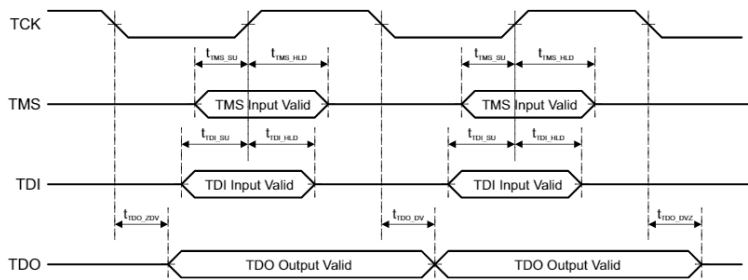 TCK
tTMS_SU tTMS_HLD tTMS_SU tTMS_HLD
TMS TMS Input Valid TMS Input Valid
tTDI_SU tTDI_HLD tTDI_SU tTDI_HLD
TDI TDI Input Valid TDI Input Valid
tTDO_ZDV tTDO_DV tTDO_DVZ
TDO TDO Output Valid TDO Output Valid